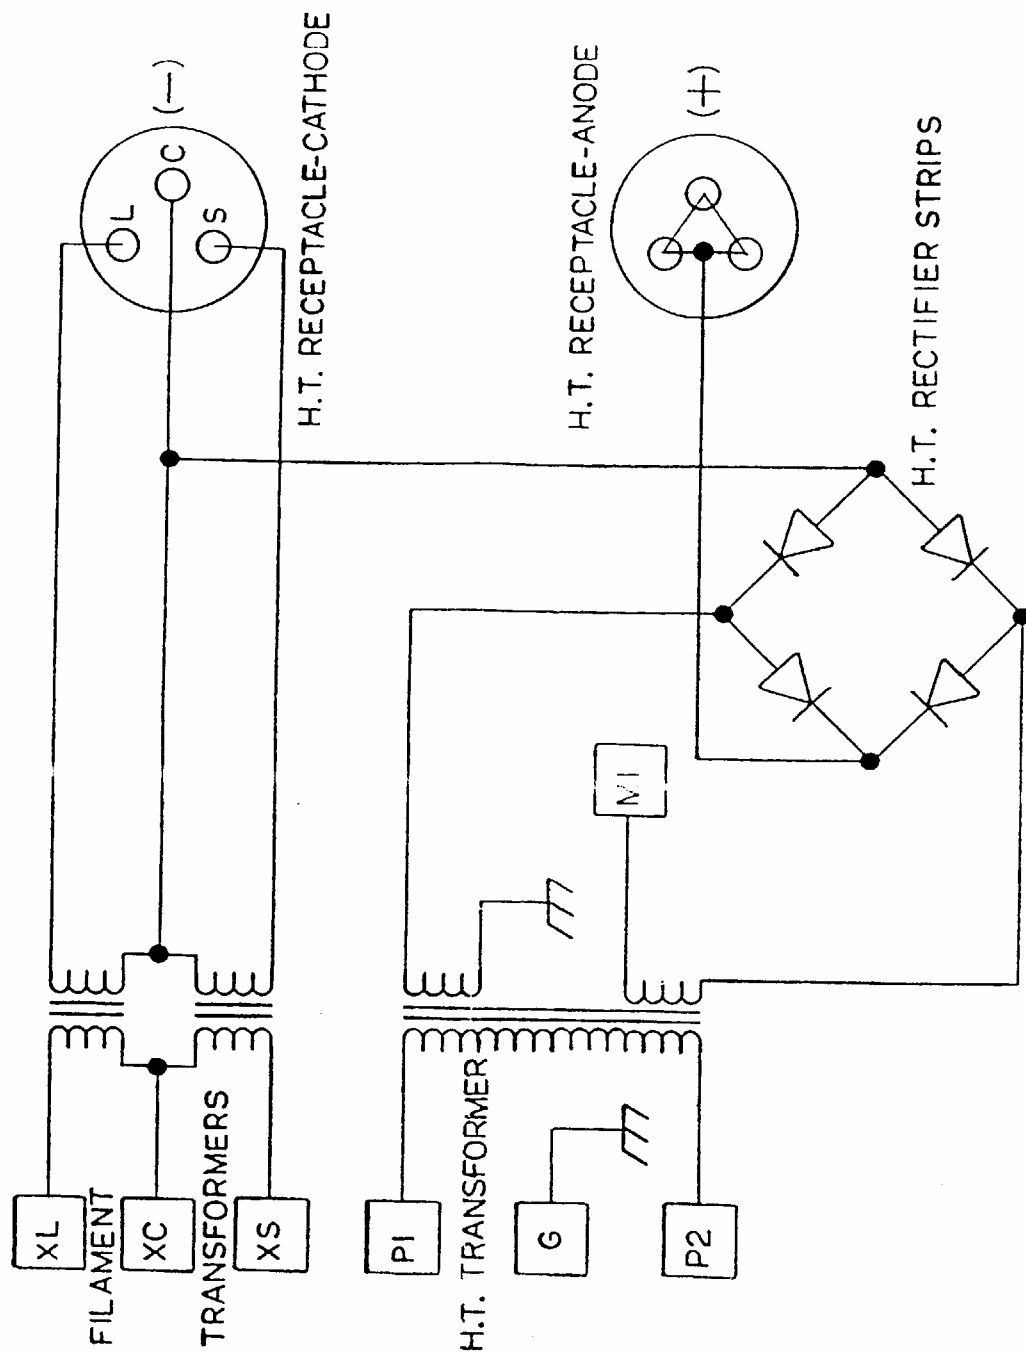 (-)
L
C
S
H.T. RECEPTACLE-CATHODE
H.T. RECEPTACLE-ANODE
(+)
H.T. RECTIFIER STRIPS
M1
XL
FILAMENT
XC
TRANSFORMERS
XS
P1
H.T. TRANSFORMER
G
P2